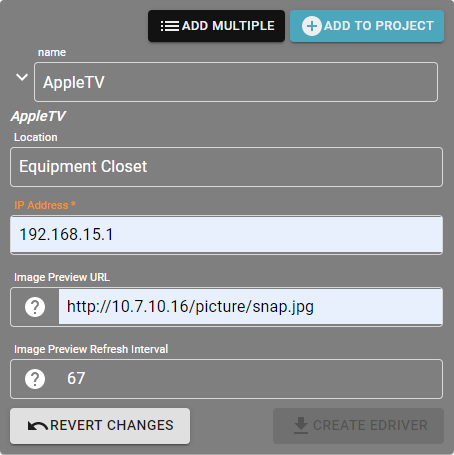 ADD MULTIPLE ADD TO PROJECT
name
AppleTV
AppleTV
Location
Equipment Closet
IP Address *
192.168.15.1
Image Preview URL
http://10.7.10.16/picture/snap.jpg
Image Preview Refresh Interval
67
REVERT CHANGES CREATE EDRIVER